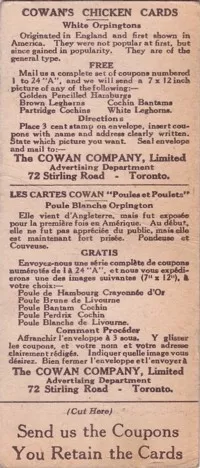 COWAN'S CHICKEN CARDS
White Orpingtons
Originated in England and first shown in
America. They were not popular at first, but
since gained in popularity. They are of the
general type.
FREE
Mail us a complete set of coupons numbered
1 to 24 "A", and we will send a 7 x 12 inch
picture of any of the following:—
Golden Pencilled Hamburgs
Brown Leghorns Cochin Bantams
Partridge Cochins White Leghorns.
Directions
Place 3 cent stamp on envelope, insert coupons
with name and address clearly written.
State which picture you want. Seal envelope
and mail to:—
The COWAN COMPANY, Limited
Advertising Department
72 Stirling Road - Toronto.
LES CARTES COWAN "Poules et Poulets"
Poule Blanche Orpington
Elle vient d'Angleterre, mais fut exposée
pour la première fois en Amérique. Au début,
elle ne fut pas appréciée du public, mais elle
est maintenant fort prisée. Pondeuse et
Couveuse.
GRATIS
Envoyez-nous une série complète de coupons
numérotés de 1 à 24 "A", et nous vous expédierons
une des images suivantes (7" x 12"), à
votre choix:—
Poule de Hambourg Crayonnée d'Or
Poule Brune de Livourne
Poule Bantam Cochin
Poule Perdrix Cochin
Poule Blanche de Livourne.
Comment Procéder
Affranchir l'enveloppe à 3 sous. Y glisser
les coupons, et votre nom et votre adresse
clairement rédigés. Indiquer quelle image vous
désirez. Bien fermer l'enveloppe et l'envoyer à
The COWAN COMPANY, Limited
Advertising Department
72 Stirling Road - Toronto.
(Cut Here)
Send us the Coupons
You Retain the Cards